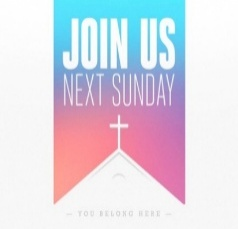 JOIN US
NEXT SUNDAY
— YOU BELONG HERE —